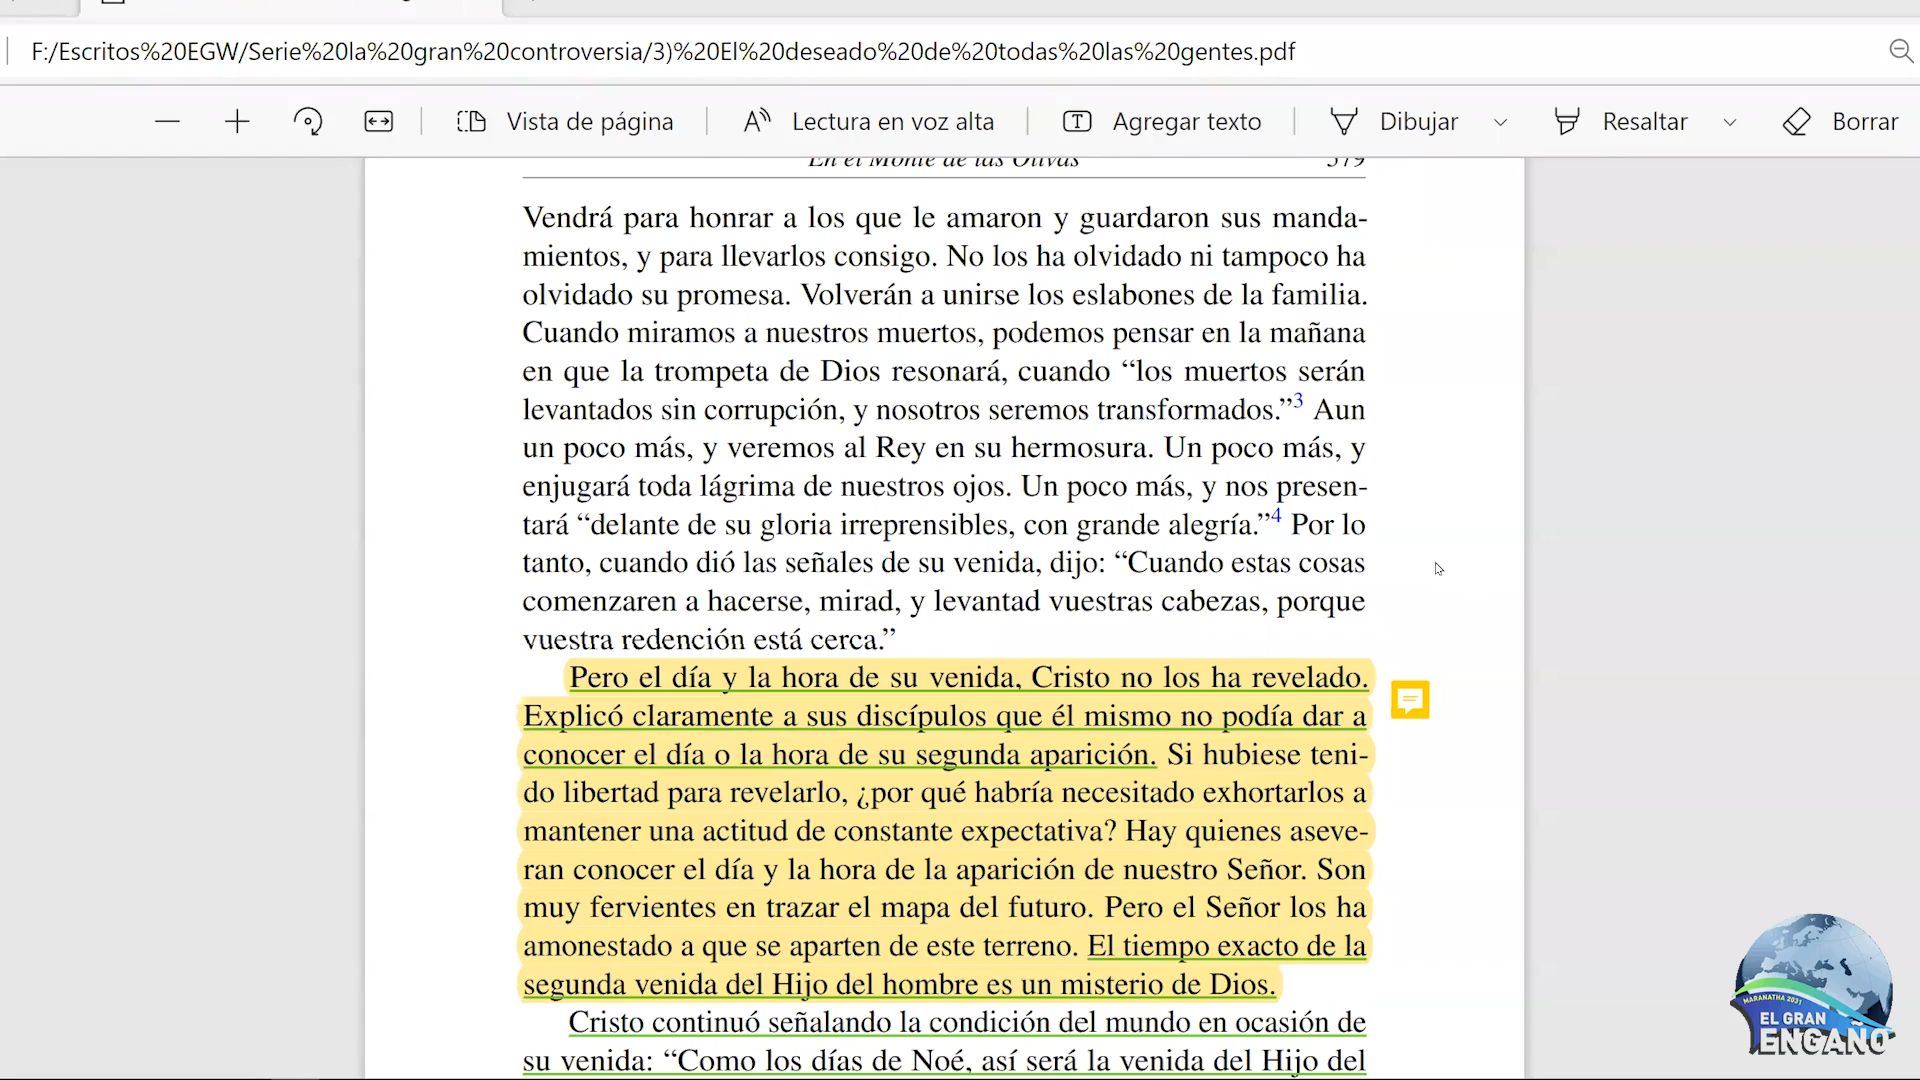 F:/Escritos%20EGW/Serie%20la%20gran%20controversia/3)%20El%20deseado%20de%20todas%20las%20gentes.pdf
Vista de página
Lectura en voz alta
Agregar texto
Dibujar
Resaltar
Borrar
En el Monte de las Olivas 579
Vendrá para honrar a los que le amaron y guardaron sus manda-
mientos, y para llevarlos consigo. No los ha olvidado ni tampoco ha
olvidado su promesa. Volverán a unirse los eslabones de la familia.
Cuando miramos a nuestros muertos, podemos pensar en la mañana
en que la trompeta de Dios resonará, cuando “los muertos serán
levantados sin corrupción, y nosotros seremos transformados.”3 Aun
un poco más, y veremos al Rey en su hermosura. Un poco más, y
enjugará toda lágrima de nuestros ojos. Un poco más, y nos presen-
tará “delante de su gloria irreprensibles, con grande alegría.”4 Por lo
tanto, cuando dió las señales de su venida, dijo: “Cuando estas cosas
comenzaren a hacerse, mirad, y levantad vuestras cabezas, porque
vuestra redención está cerca.”
Pero el día y la hora de su venida, Cristo no los ha revelado.
Explicó claramente a sus discípulos que él mismo no podía dar a
conocer el día o la hora de su segunda aparición. Si hubiese teni-
do libertad para revelarlo, ¿por qué habría necesitado exhortarlos a
mantener una actitud de constante expectativa? Hay quienes aseve-
ran conocer el día y la hora de la aparición de nuestro Señor. Son
muy fervientes en trazar el mapa del futuro. Pero el Señor los ha
amonestado a que se aparten de este terreno. El tiempo exacto de la
segunda venida del Hijo del hombre es un misterio de Dios.
Cristo continuó señalando la condición del mundo en ocasión de
su venida: “Como los días de Noé, así será la venida del Hijo del
MARANATHA 2021
EL GRAN
ENGAÑO